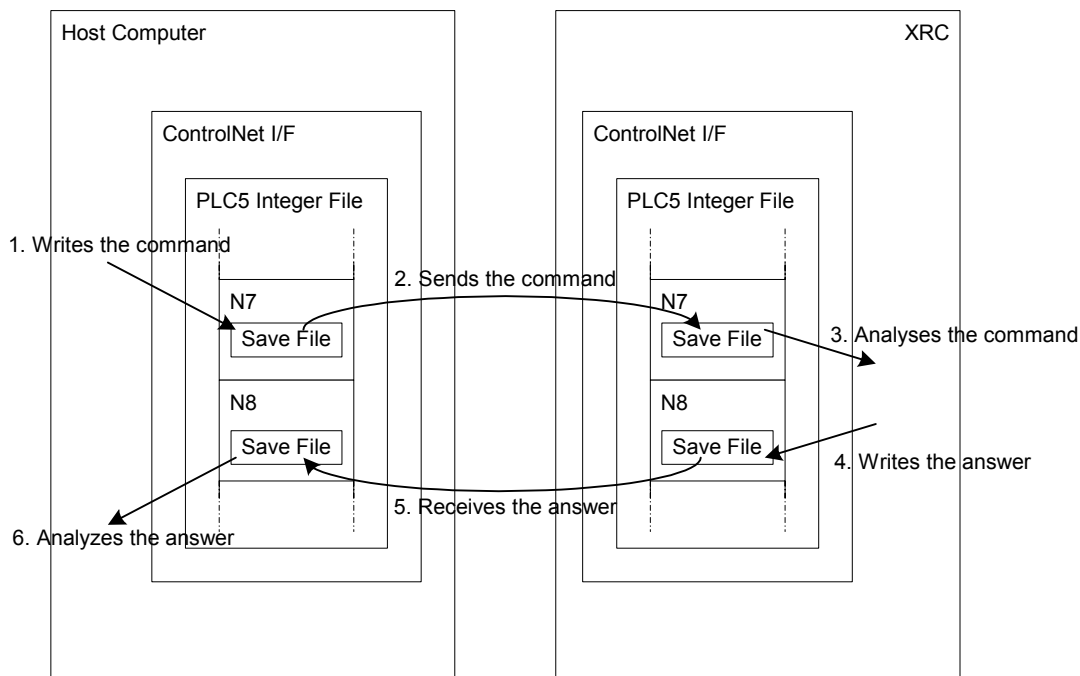 Host Computer
XRC
ControlNet I/F
ControlNet I/F
PLC5 Integer File
PLC5 Integer File
1. Writes the command
2. Sends the command
N7
N7
Save File
Save File
3. Analyses the command
N8
N8
Save File
Save File
4. Writes the answer
5. Receives the answer
6. Analyzes the answer